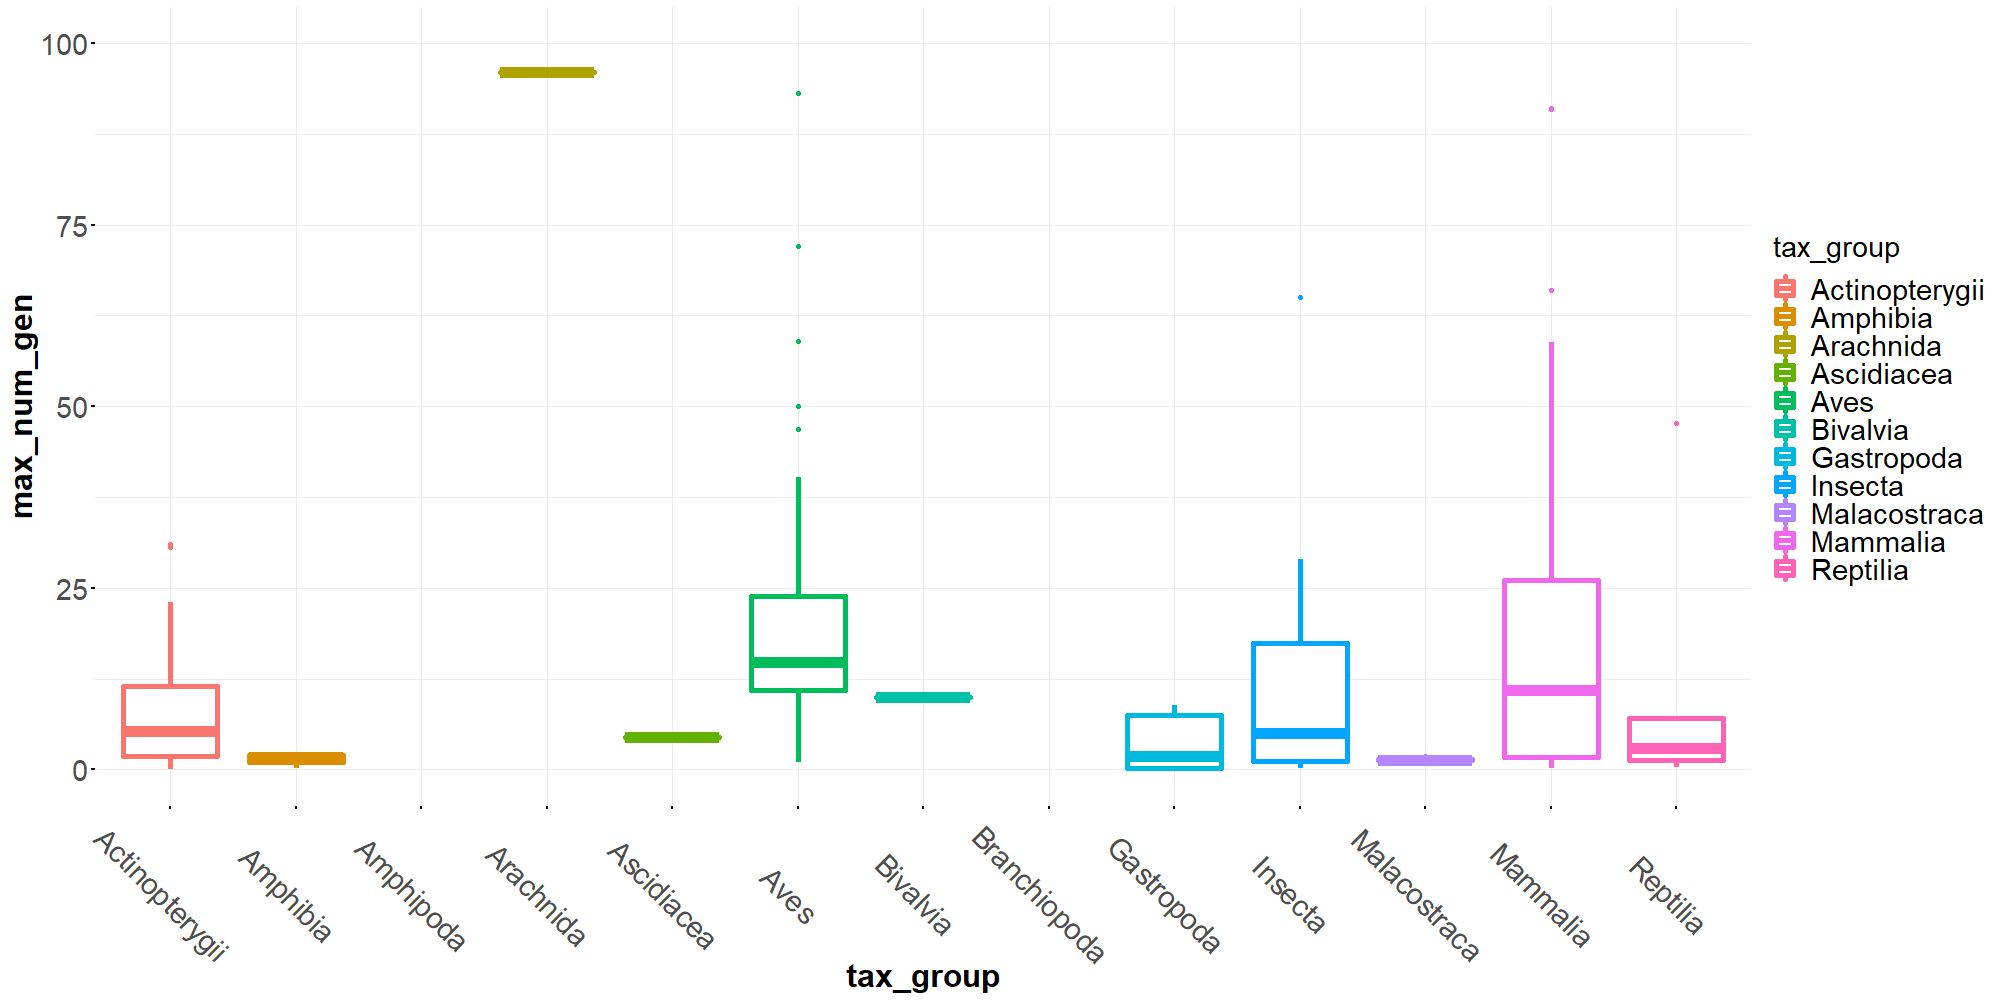 max_num_gen
100
75
50
25
0
Actinopterygii
Amphibia
Amphipoda
Arachnida
Ascidiacea
Aves
Bivalvia
Branchiopoda
Gastropoda
Insecta
Malacostraca
Mammalia
Reptilia
tax_group
tax_group
Actinopterygii
Amphibia
Arachnida
Ascidiacea
Aves
Bivalvia
Gastropoda
Insecta
Malacostraca
Mammalia
Reptilia